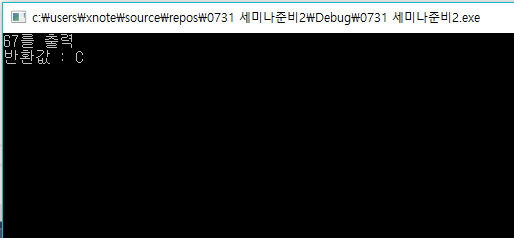 c:₩users₩xnote₩source₩repos₩0731 세미나준비2₩Debug₩0731 세미나준비2.exe
67를 출력
반환값 : C